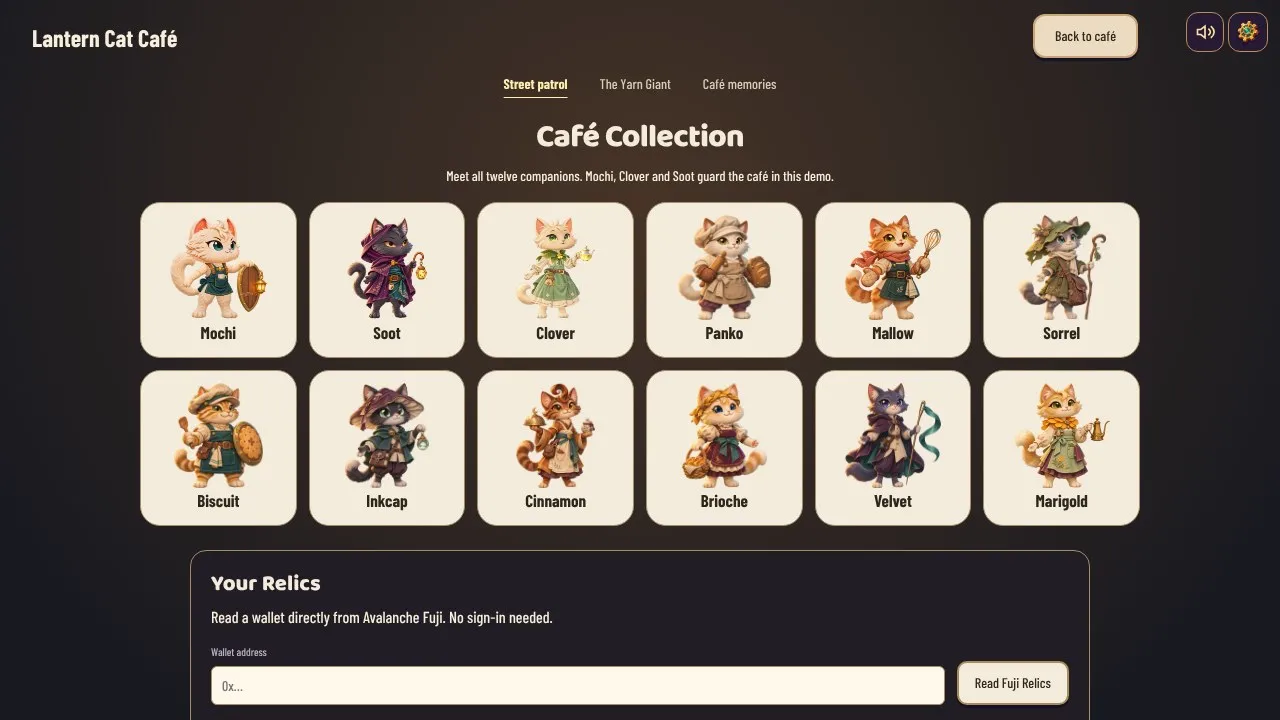 Lantern Cat Café
Back to café
Street patrol
The Yarn Giant
Café memories
Café Collection
Meet all twelve companions. Mochi, Clover and Soot guard the café in this demo.
Mochi
Soot
Clover
Panko
Mallow
Sorrel
Biscuit
Inkcap
Cinnamon
Brioche
Velvet
Marigold
Your Relics
Read a wallet directly from Avalanche Fuji. No sign-in needed.
Wallet address
0x...
Read Fuji Relics